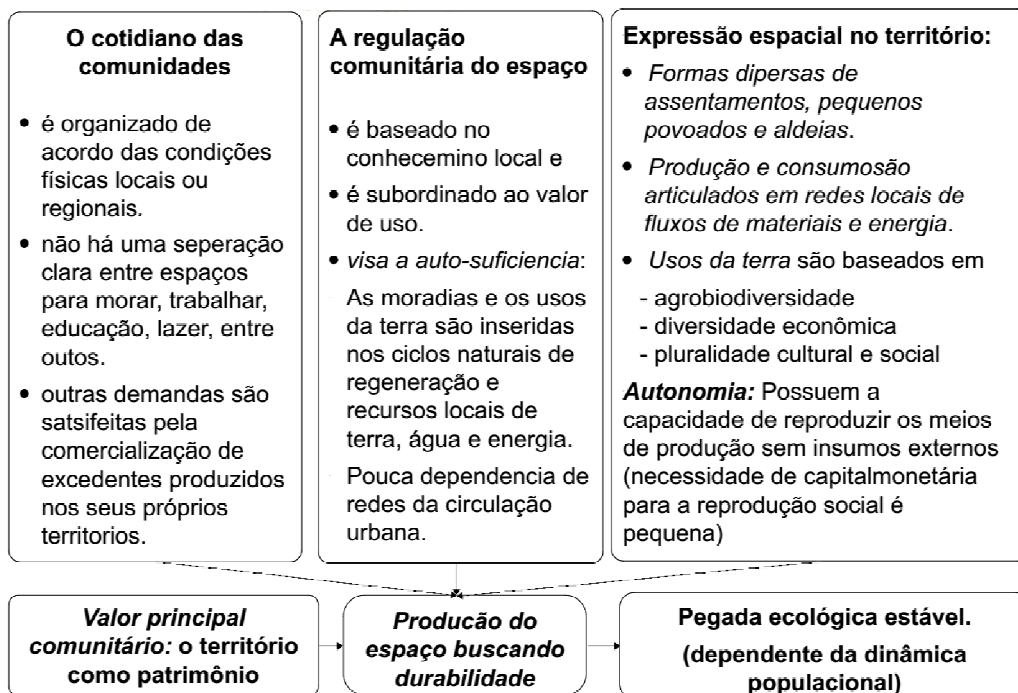 O cotidiano das
comunidades
• é organizado de
acordo das condições
físicas locais ou
regionais.
• não há uma seperação
clara entre espaços
para morar, trabalhar,
educação, lazer, entre
outos.
• outras demandas são
satsifeitas pela
comercialização de
excedentes produzidos
nos seus próprios
territorios.
A regulação
comunitária do espaço
• é baseado no
conhecemino local e
• é subordinado ao valor
de uso.
• visa a auto-suficiencia:
As moradias e os usos
da terra são inseridas
nos ciclos naturais de
regeneração e
recursos locais de
terra, água e energia.
Pouca dependencia de
redes da circulação
urbana.
Expressão espacial no território:
• Formas dipersas de
assentamentos, pequenos
povoados e aldeias.
• Produção e consumosão
articulados em redes locais de
fluxos de materiais e energia.
• Usos da terra são baseados em
- agrobiodiversidade
- diversidade econômica
- pluralidade cultural e social
Autonomia: Possuem a
capacidade de reproduzir os meios
de produção sem insumos externos
(necessidade de capitalmonetária
para a reprodução social é
pequena)
Valor principal
comunitário: o território
como patrimônio
Producão do
espaço buscando
durabilidade
Pegada ecológica estável.
(dependente da dinâmica
populacional)